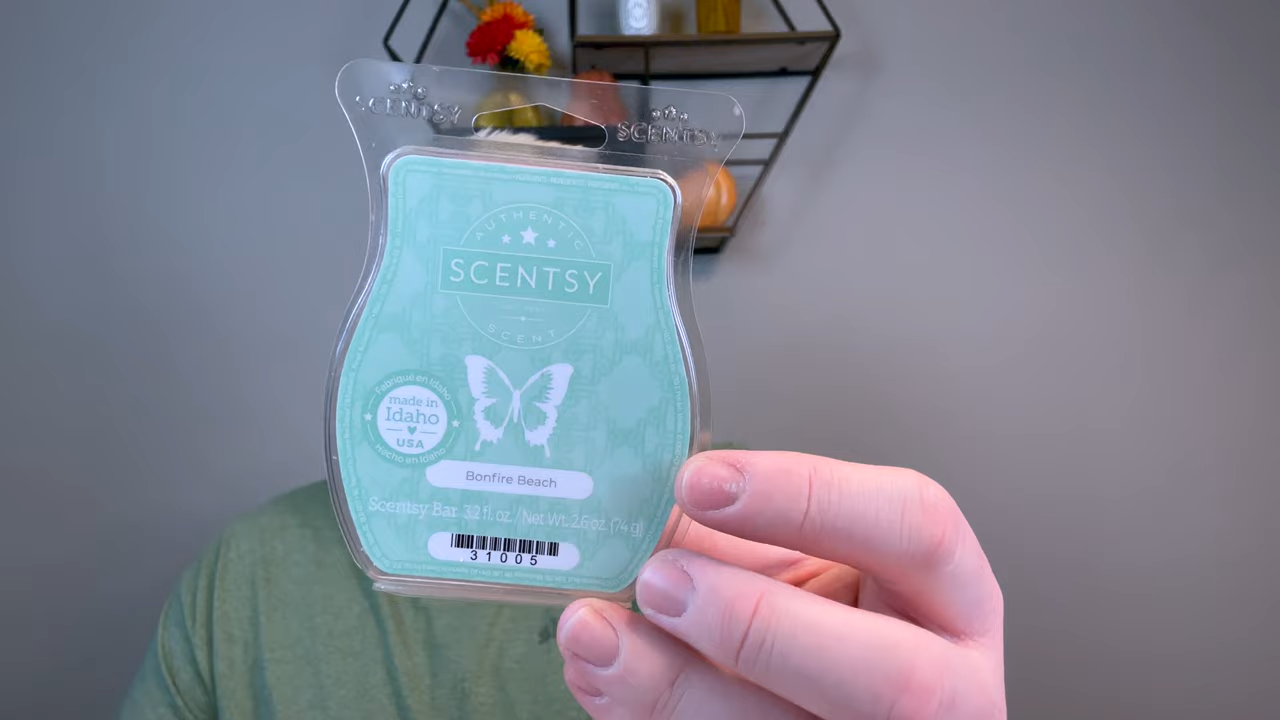 SCENTSY
SCENTSY
AUTHENTIC
SCENTSY
SCENT
Fabriqué en Idaho
made in
Idaho
USA
Hecho en Idaho
Bonfire Beach
Scentsy Bar 3.2 fl. oz. / Net Wt. 2.6 oz. (74 g)
31005